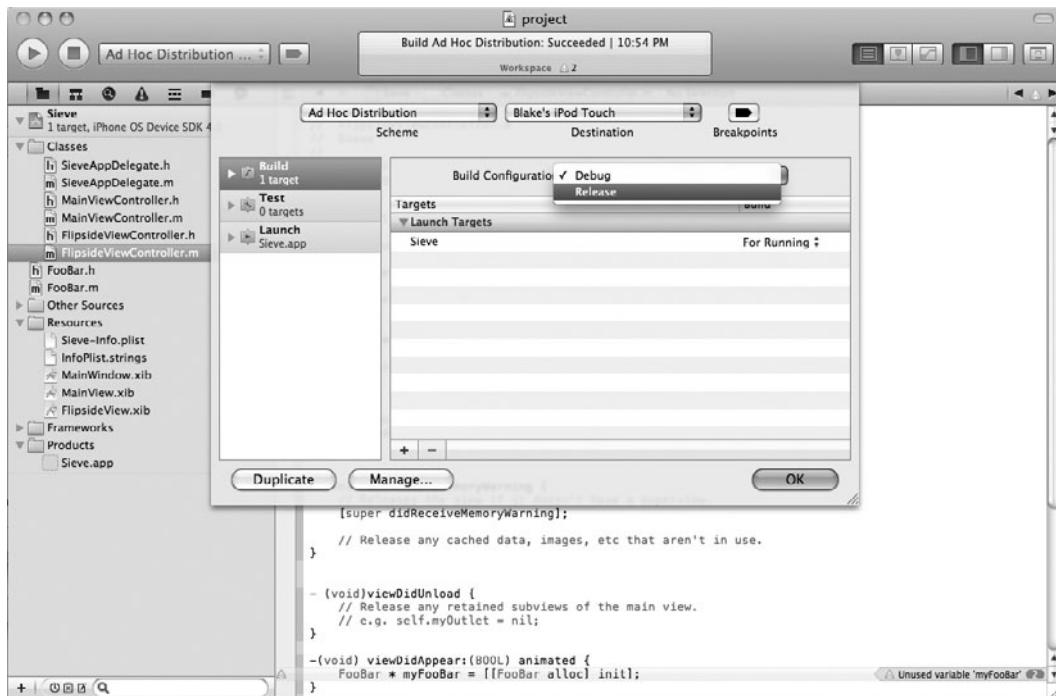 project
Ad Hoc Distribution ...
Build Ad Hoc Distribution: Succeeded | 10:54 PM
Workspace 2
Sieve
1 target, iPhone OS Device SDK 4
Classes
h SieveAppDelegate.h
m SieveAppDelegate.m
h MainViewController.h
m MainViewController.m
h FlipsideViewController.h
m FlipsideViewController.m
h FooBar.h
m FooBar.m
Other Sources
Resources
Sieve-Info.plist
InfoPlist.strings
MainWindow.xib
MainView.xib
FlipsideView.xib
Frameworks
Products
Sieve.app
Ad Hoc Distribution
Blake's iPod Touch
Scheme
Destination
Breakpoints
Build
1 target
Test
0 targets
Launch
Sieve.app
Build Configuration
✓ Debug
Release
Targets
Build
Launch Targets
Sieve
For Running
+ −
Duplicate
Manage...
OK
[super didReceiveMemoryWarning];
// Release any cached data, images, etc that aren't in use.
}
- (void)viewDidUnload {
// Release any retained subviews of the main view.
// e.g. self.myOutlet = nil;
}
-(void) viewDidAppear:(BOOL) animated {
FooBar * myFooBar = [[FooBar alloc] init];
Unused variable 'myFooBar'
}
+